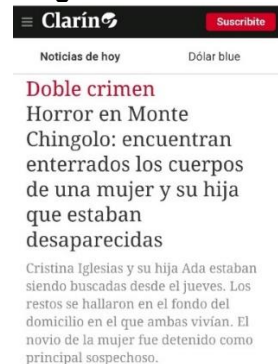 Clarín
Suscribite
Noticias de hoy
Dólar blue
Doble crimen
Horror en Monte
Chingolo: encuentran
enterrados los cuerpos
de una mujer y su hija
que estaban
desaparecidas
Cristina Iglesias y su hija Ada estaban
siendo buscadas desde el jueves. Los
restos se hallaron en el fondo del
domicilio en el que ambas vivían. El
novio de la mujer fue detenido como
principal sospechoso.